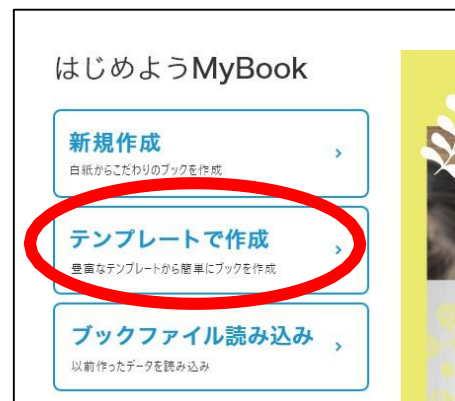 はじめようMyBook
新規作成
白紙からこだわりのブックを作成
テンプレートで作成
豊富なテンプレートから簡単にブックを作成
ブックファイル読み込み
以前作ったデータを読み込み